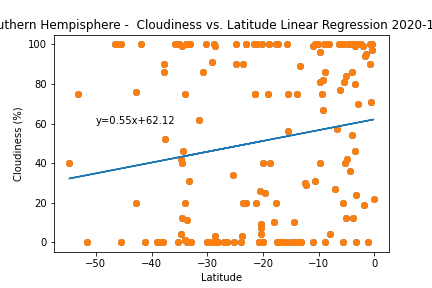 uthern Hempisphere - Cloudiness vs. Latitude Linear Regression 2020-1
100
80
60
40
20
0
Cloudiness (%)
y=0.55x+62.12
−50 −40 −30 −20 −10 0
Latitude